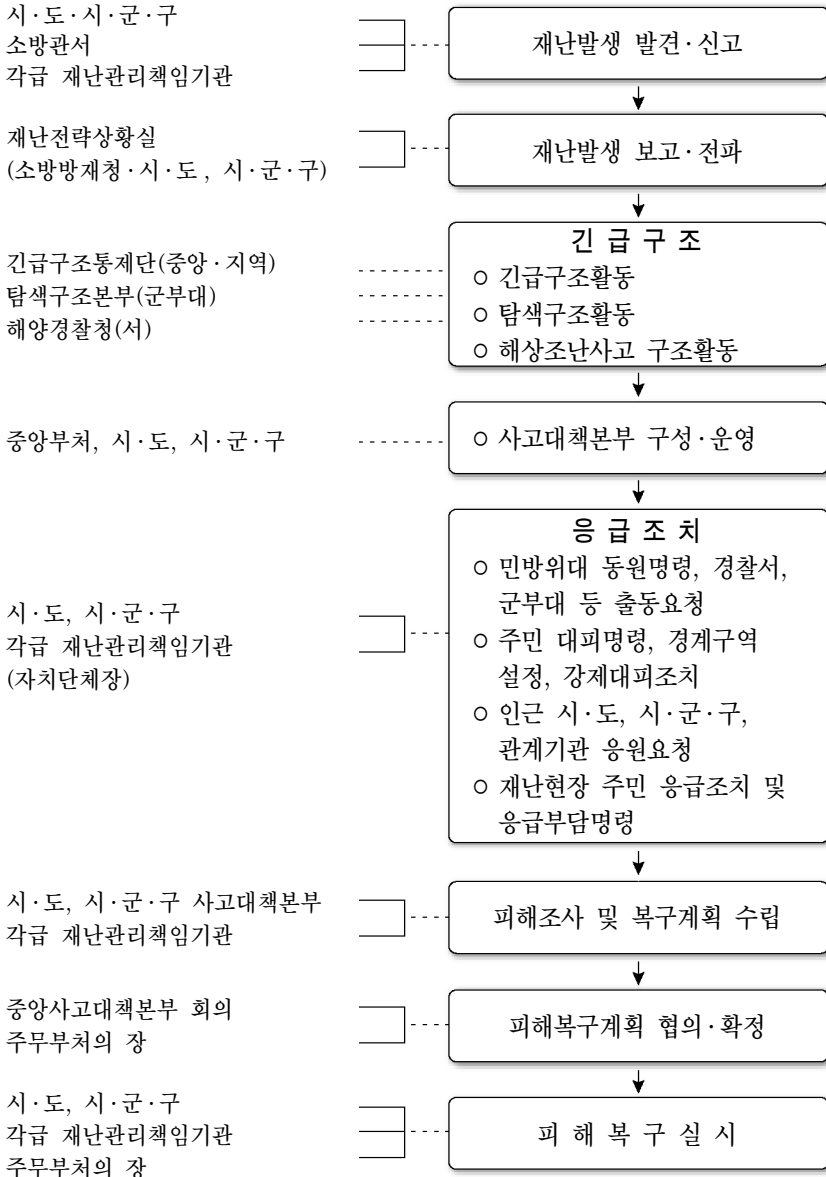 시·도·시·군·구
소방관서
각급 재난관리책임기관
재난발생 발견·신고
재난전략상황실
(소방방재청·시·도, 시·군·구)
재난발생 보고·전파
긴급구조통제단(중앙·지역)
탐색구조본부(군부대)
해양경찰청(서)
긴 급 구 조
ㅇ 긴급구조활동
ㅇ 탐색구조활동
ㅇ 해상조난사고 구조활동
중앙부처, 시·도, 시·군·구
ㅇ 사고대책본부 구성·운영
시·도, 시·군·구
각급 재난관리책임기관
(자치단체장)
응 급 조 치
ㅇ 민방위대 동원명령, 경찰서,
군부대 등 출동요청
ㅇ 주민 대피명령, 경계구역
설정, 강제대피조치
ㅇ 인근 시·도, 시·군·구,
관계기관 응원요청
ㅇ 재난현장 주민 응급조치 및
응급부담명령
시·도, 시·군·구 사고대책본부
각급 재난관리책임기관
피해조사 및 복구계획 수립
중앙사고대책본부 회의
주무부처의 장
피해복구계획 협의·확정
시·도, 시·군·구
각급 재난관리책임기관
주무부처의 장
피 해 복 구 실 시